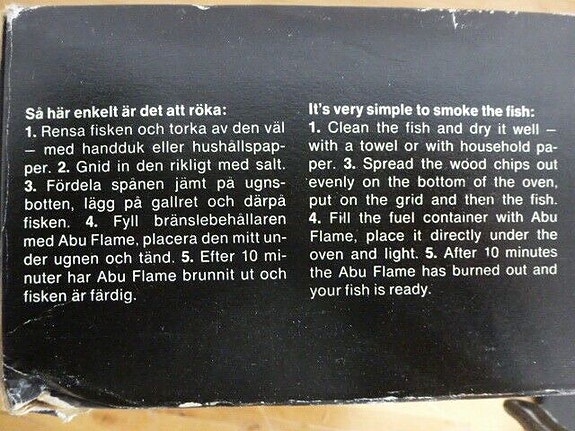 Så här enkelt är det att röka:
1. Rensa fisken och torka av den väl
– med handduk eller hushållspap-
per. 2. Gnid in den rikligt med salt.
3. Fördela spånen jämt på ugns-
botten, lägg på gallret och därpå
fisken. 4. Fyll bränslebehållaren
med Abu Flame, placera den mitt un-
der ugnen och tänd. 5. Efter 10 mi-
nuter har Abu Flame brunnit ut och
fisken är färdig.
It's very simple to smoke the fish:
1. Clean the fish and dry it well –
with a towel or with household pa-
per. 3. Spread the wood chips out
evenly on the bottom of the oven,
put on the grid and then the fish.
4. Fill the fuel container with Abu
Flame, place it directly under the
oven and light. 5. After 10 minutes
the Abu Flame has burned out and
your fish is ready.